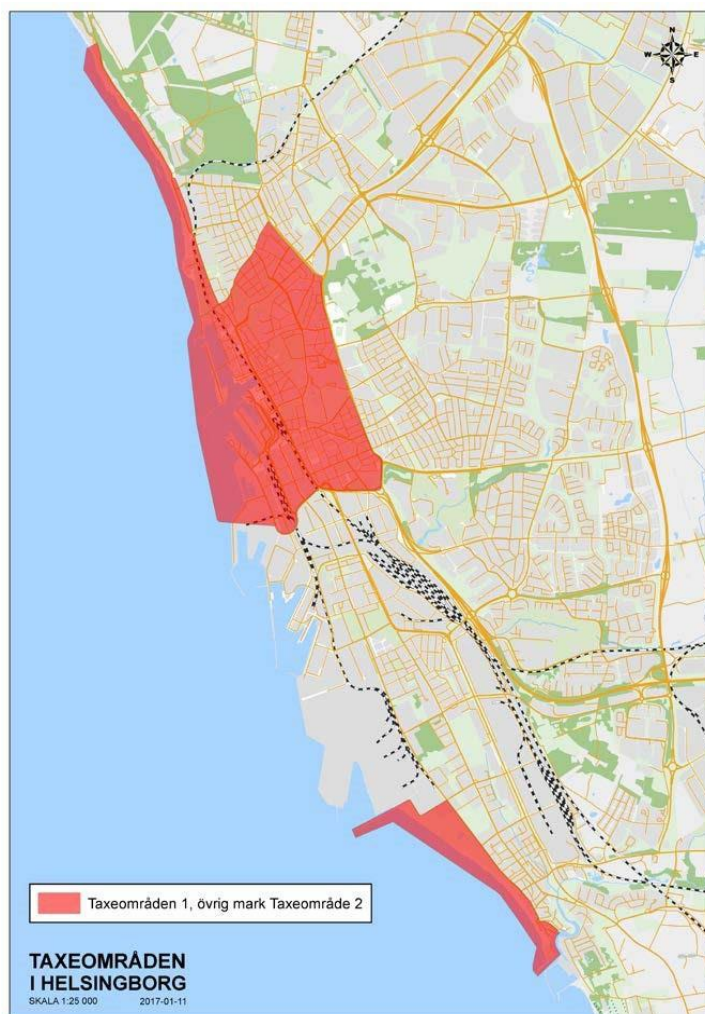 N
W E
S
Taxeområden 1, övrig mark Taxeområde 2
TAXEOMRÅDEN
I HELSINGBORG
SKALA 1:25 000 2017-01-11